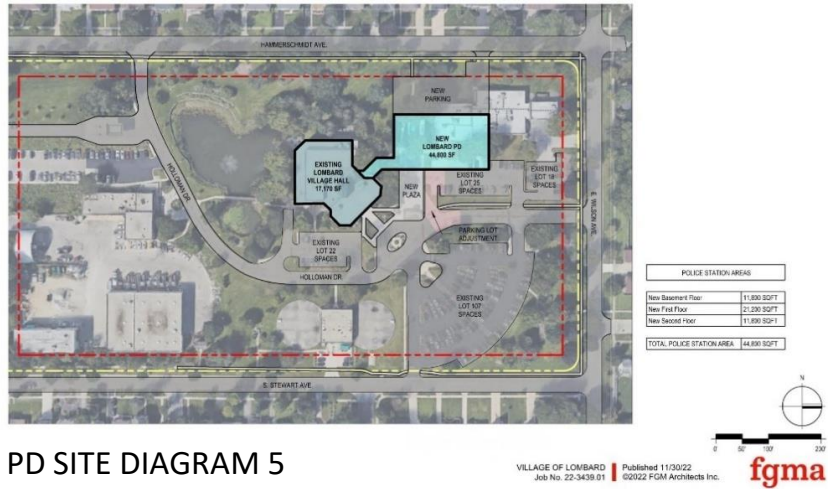 HAMMERSCHMIDT AVE.
NEW
PARKING
NEW
LOMBARD PD
44,800 SF
EXISTING
LOMBARD
VILLAGE HALL
17,170 SF
HOLLOMAN DR.
NEW
PLAZA
EXISTING
LOT 25
SPACES
EXISTING
LOT 18
SPACES
E. WILSON AVE.
PARKING LOT
ADJUSTMENT
EXISTING
LOT 22
SPACES
HOLLOMAN DR.
EXISTING
LOT 107
SPACES
S. STEWART AVE
POLICE STATION AREAS
New Basement Floor 11,800 SQFT
New First Floor 21,200 SQFT
New Second Floor 11,800 SQFT
TOTAL POLICE STATION AREA 44,800 SQFT
N
0 50' 100' 200'
PD SITE DIAGRAM 5
VILLAGE OF LOMBARD
Job No. 22-3439.01
Published 11/30/22
©2022 FGM Architects Inc.
fgma